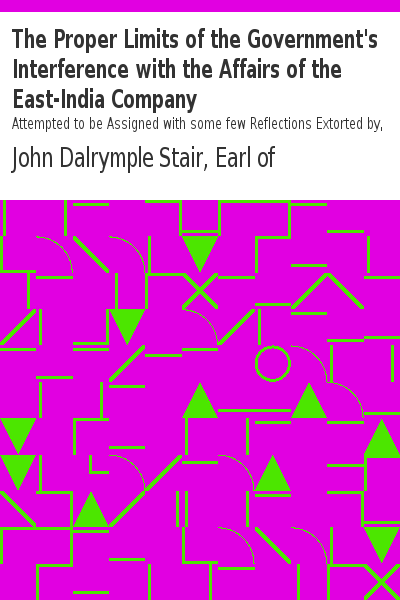 The Proper Limits of the Government's
Interference with the Affairs of the
East-India Company
Attempted to be Assigned with some few Reflections Extorted by,
John Dalrymple Stair, Earl of